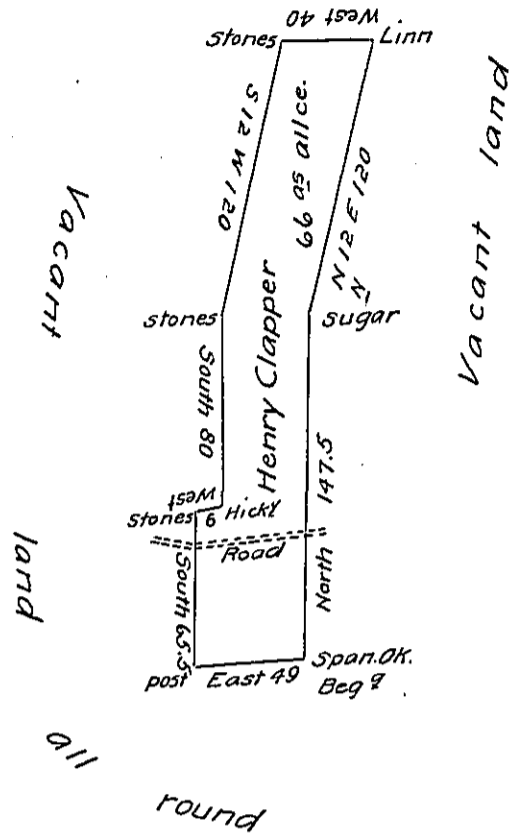 West 40
Stones
Linn
S 12 W 120
69 as allce.
N 12 E 120
N
Henry Clapper
Vacant
land
all
round
Vacant land
Stones
Sugar
South 80
147.5
West
9
Hicky
Stones
Road
North
South 65.5
post
East 49
Span.Ok.
Beg g